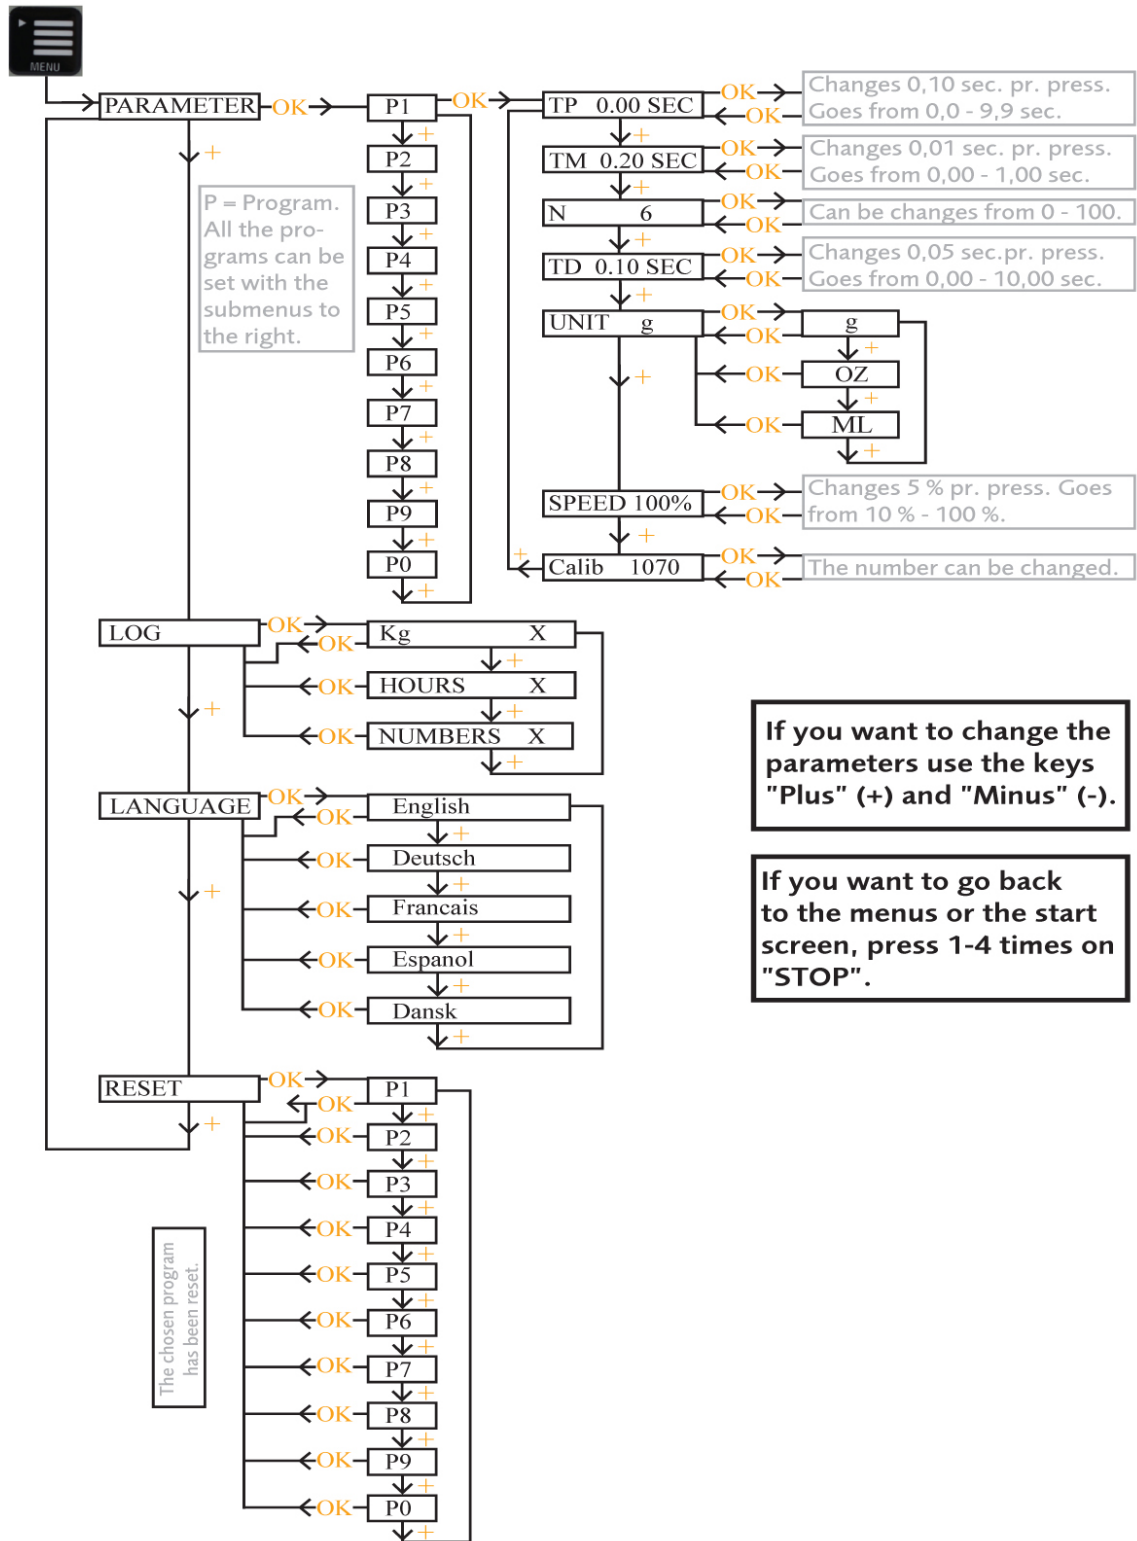 MENU
PARAMETER
OK
P1
OK
TP 0.00 SEC
OK
OK
Changes 0,10 sec. pr. press.
Goes from 0,0 - 9,9 sec.
+
+
+
P2
TM 0.20 SEC
OK
OK
Changes 0,01 sec. pr. press.
Goes from 0,00 - 1,00 sec.
+
+
P = Program.
All the pro-
grams can be
set with the
submenus to
the right.
P3
N 6
OK
OK
Can be changes from 0 - 100.
+
+
P4
TD 0.10 SEC
OK
OK
Changes 0,05 sec.pr. press.
Goes from 0,00 - 10,00 sec.
+
+
P5
UNIT g
OK
OK
g
+
+
P6
+
OK
OZ
+
+
P7
OK
ML
+
+
P8
+
SPEED 100%
OK
OK
Changes 5 % pr. press. Goes
from 10 % - 100 %.
P9
+
+
P0
+
+
Calib 1070
OK
OK
The number can be changed.
LOG
OK
OK
Kg X
+
OK
HOURS X
+
+
OK
NUMBERS X
+
If you want to change the
parameters use the keys
"Plus" (+) and "Minus" (-).
LANGUAGE
OK
OK
English
+
OK
Deutsch
+
+
OK
Francais
+
OK
Espanol
+
OK
Dansk
+
If you want to go back
to the menus or the start
screen, press 1-4 times on
"STOP".
RESET
OK
OK
P1
+
+
OK
P2
+
OK
P3
+
OK
P4
+
OK
P5
+
OK
P6
+
OK
P7
+
OK
P8
+
OK
P9
+
OK
P0
+
The chosen program
has been reset.